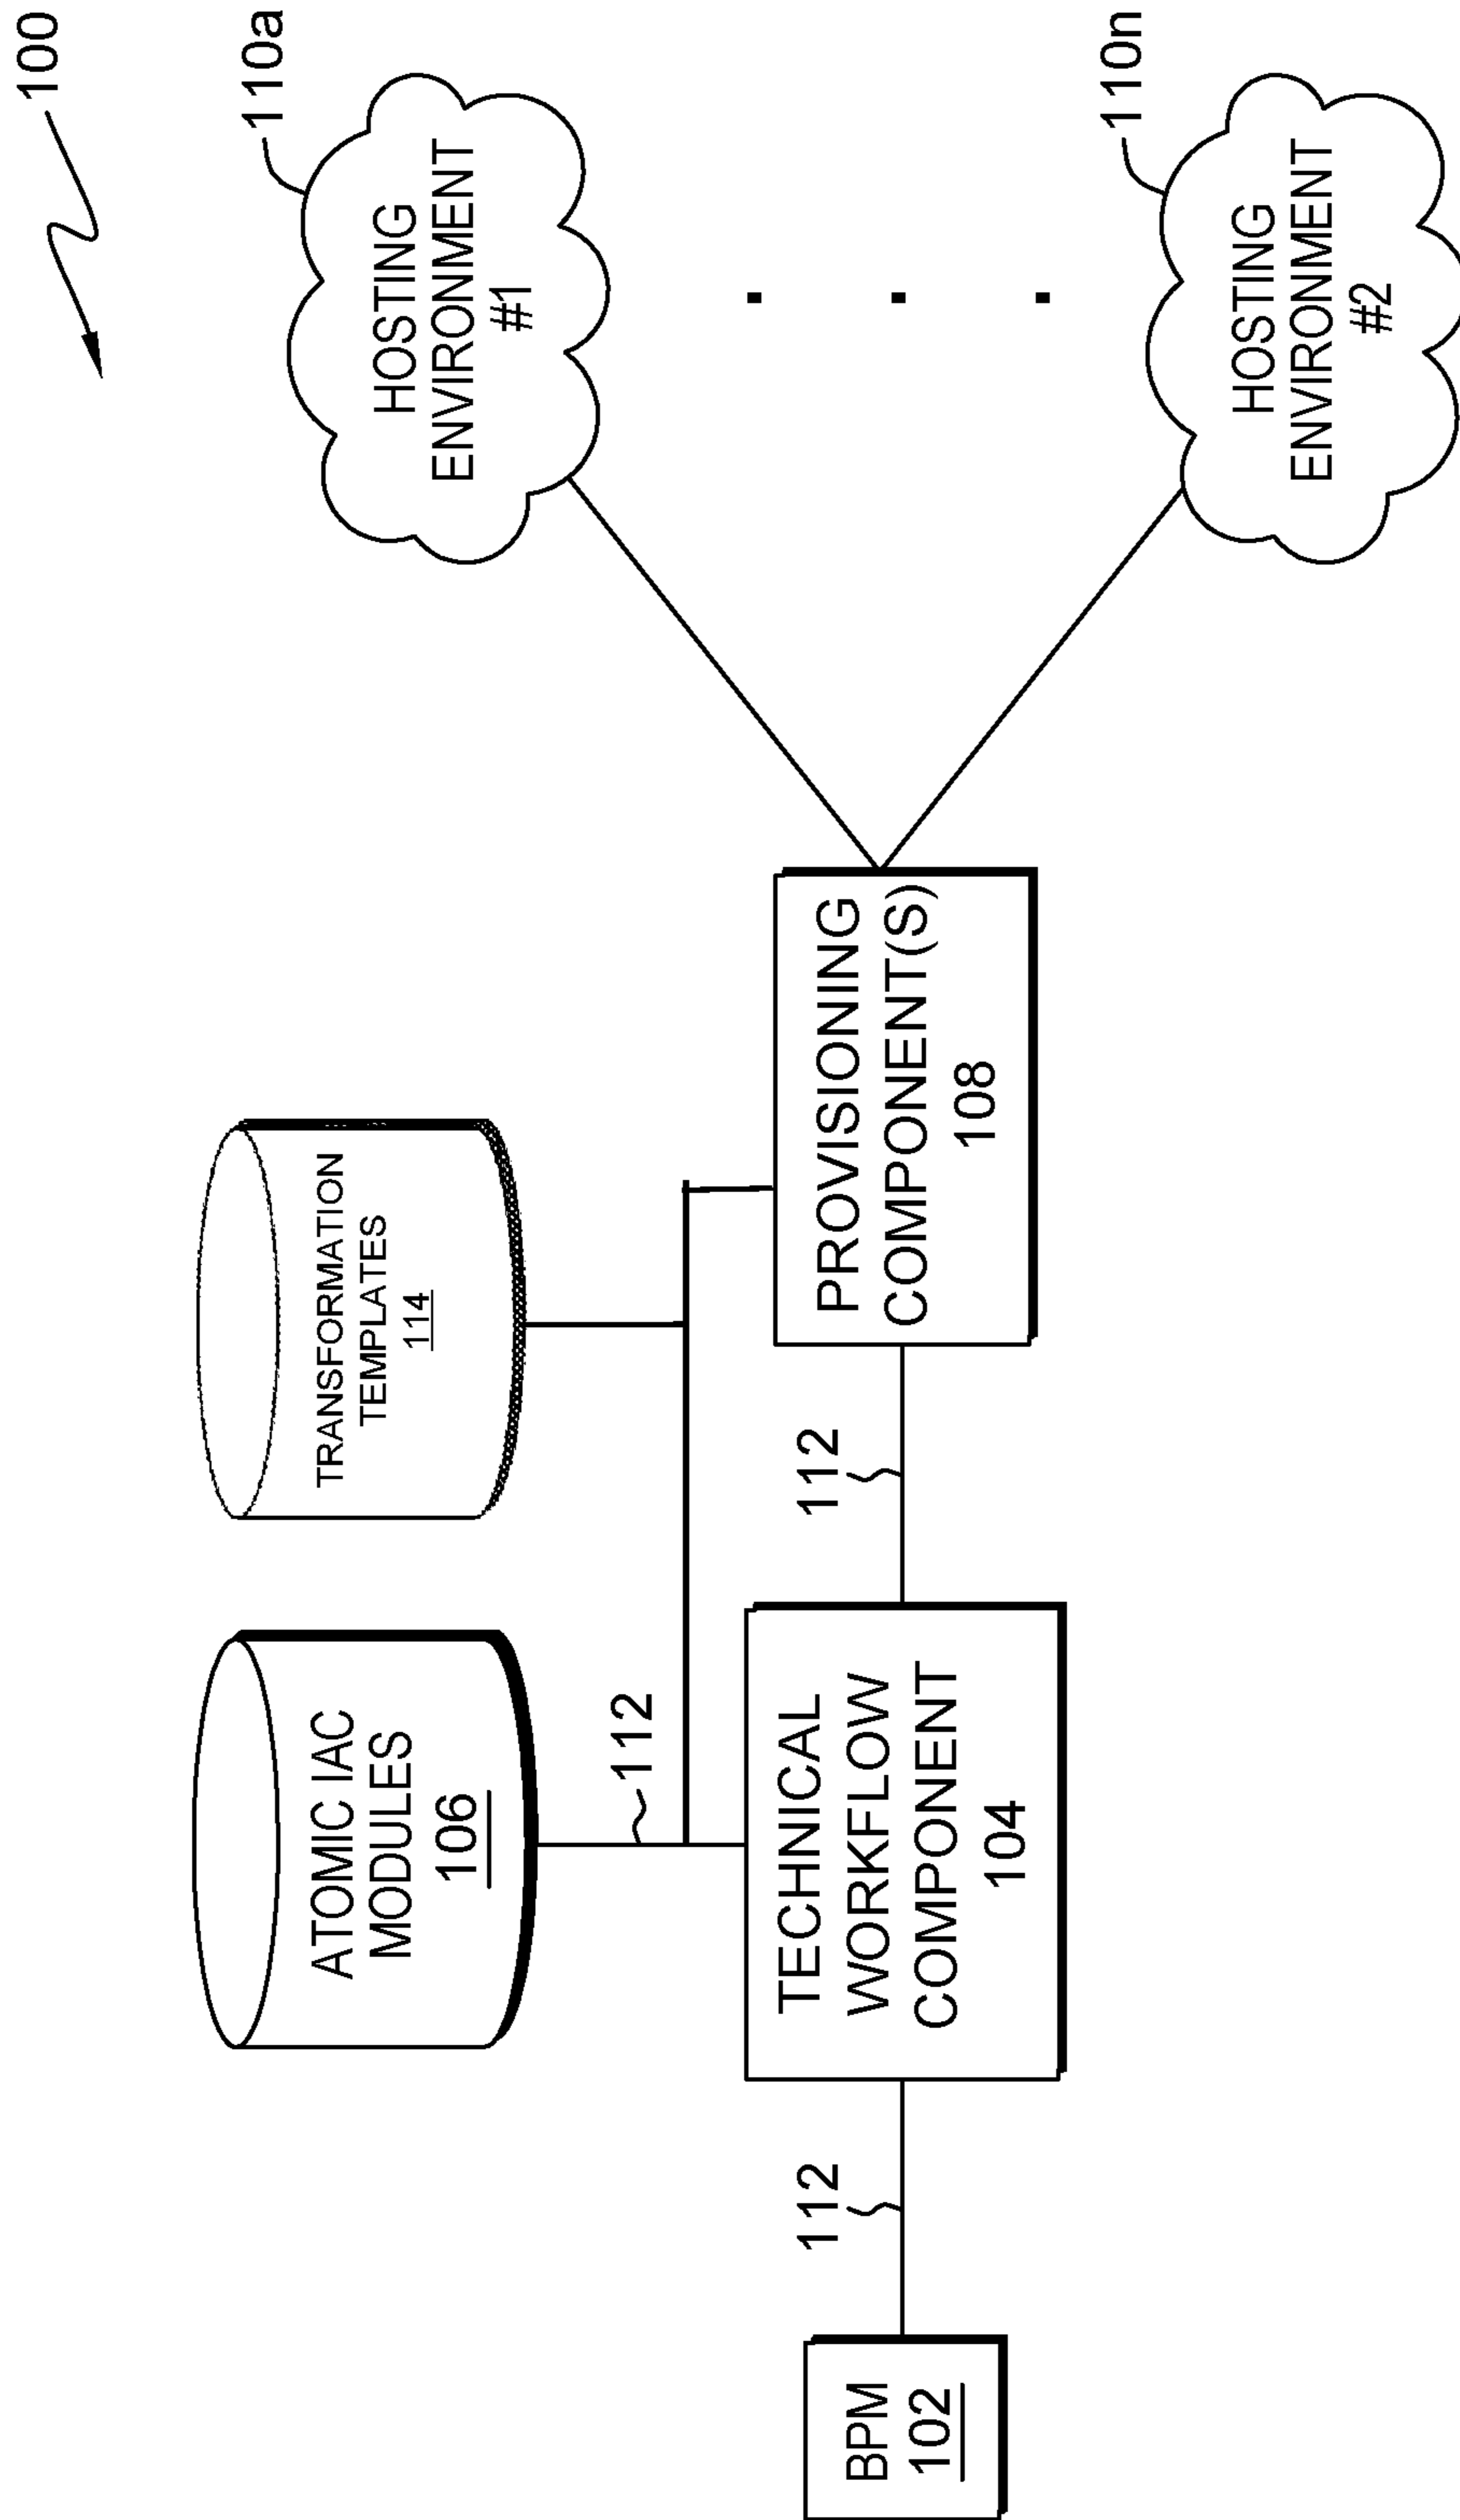 100
110a
HOSTING
ENVIRONMENT
#1
110n
HOSTING
ENVIRONMENT
#2
TRANSFORMATION
TEMPLATES
114
ATOMIC IAC
MODULES
106
112
PROVISIONING
COMPONENT(S)
108
112
TECHNICAL
WORKFLOW
COMPONENT
104
112
BPM
102